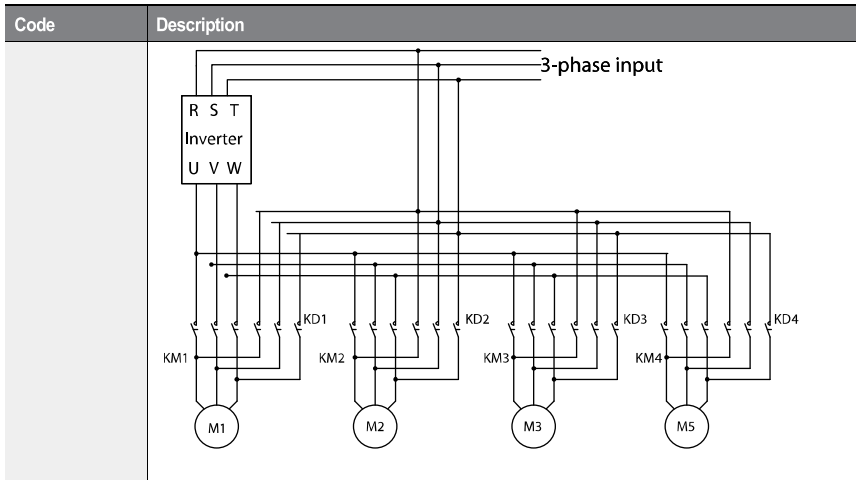 Code Description
3-phase input
R S T
Inverter
U V W
KD1 KD2 KD3 KD4
KM1 KM2 KM3 KM4
M1 M2 M3 M5